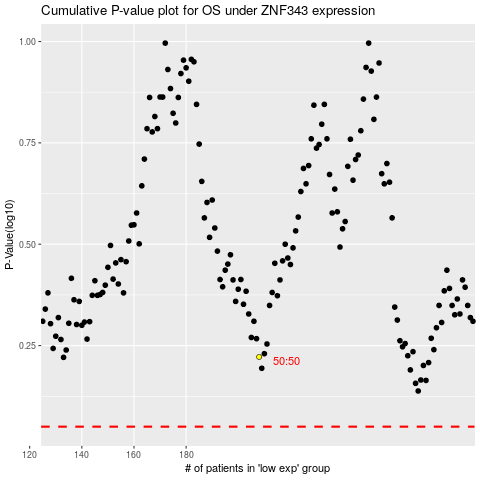 Cumulative P-value plot for OS under ZNF343 expression
P-Value(log10)
1.00
0.75
0.50
0.25
50:50
120 140 160 180
# of patients in 'low exp' group